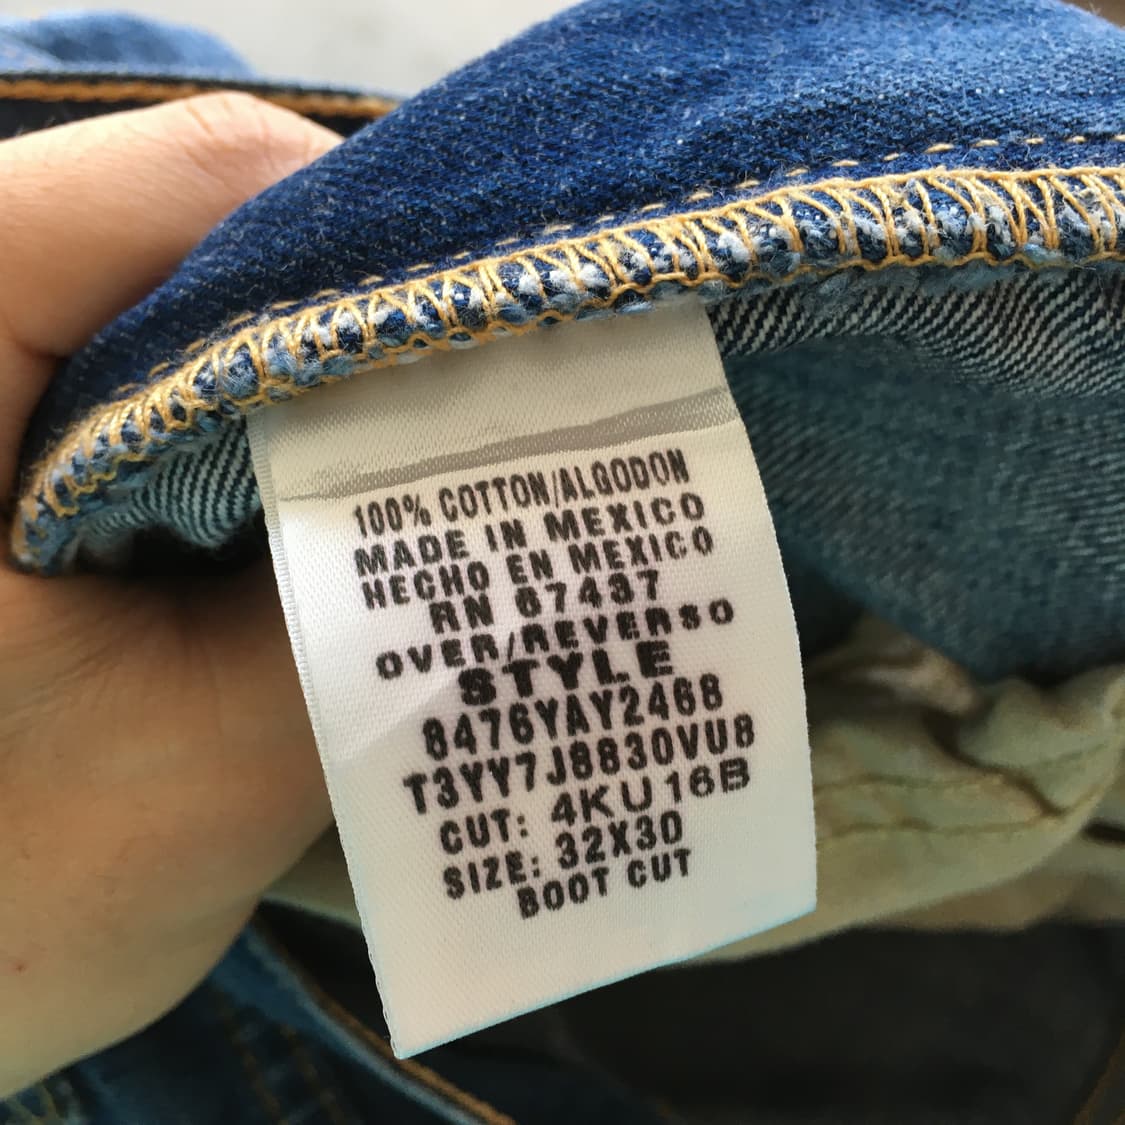 100% COTTON/ALGODON
MADE IN MEXICO
HECHO EN MEXICO
RN 67437
OVER/REVERSO
STYLE
8476YAY2468
T3YY7J8830VU8
CUT: 4KU16B
SIZE: 32X30
BOOT CUT